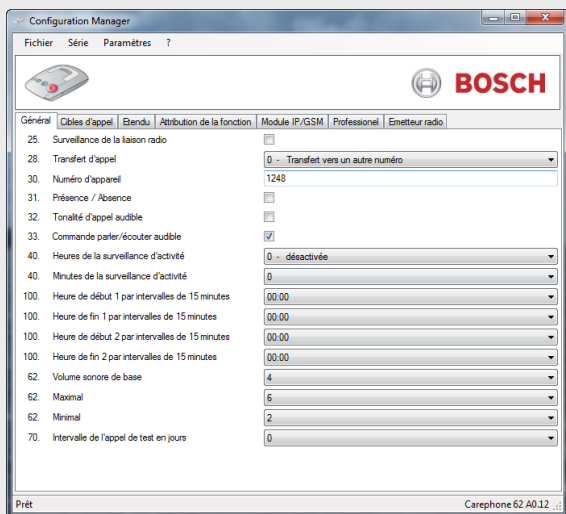 Configuration Manager
Fichier Série Paramètres ?
BOSCH
Général Cibles d'appel Etendu Attribution de la fonction Module IP/GSM Professionel Emetteur radio
25. Surveillance de la liaison radio
28. Transfert d'appel 0 - Transfert vers un autre numéro
30. Numéro d'appareil 1248
31. Présence / Absence
32. Tonalité d'appel audible
33. Commande parler/écouter audible
40. Heures de la surveillance d'activité 0 - désactivée
40. Minutes de la surveillance d'activité 0
100. Heure de début 1 par intervalles de 15 minutes 00:00
100. Heure de fin 1 par intervalles de 15 minutes 00:00
100. Heure de début 2 par intervalles de 15 minutes 00:00
100. Heure de fin 2 par intervalles de 15 minutes 00:00
62. Volume sonore de base 4
62. Maximal 6
62. Minimal 2
70. Intervalle de l'appel de test en jours 0
Prêt Carephone 62 A0.12